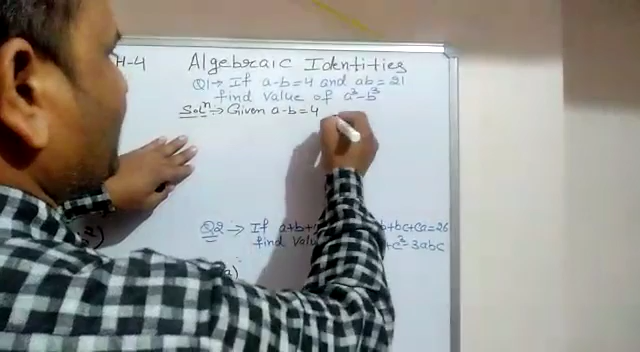 H-4 Algebraic Identities
Q1→ If a-b=4 and ab=21
find value of a³-b³
Solⁿ:→ Given a-b=4
Q2→ If a+b+ b+bc+ca=26
find c³-3abc